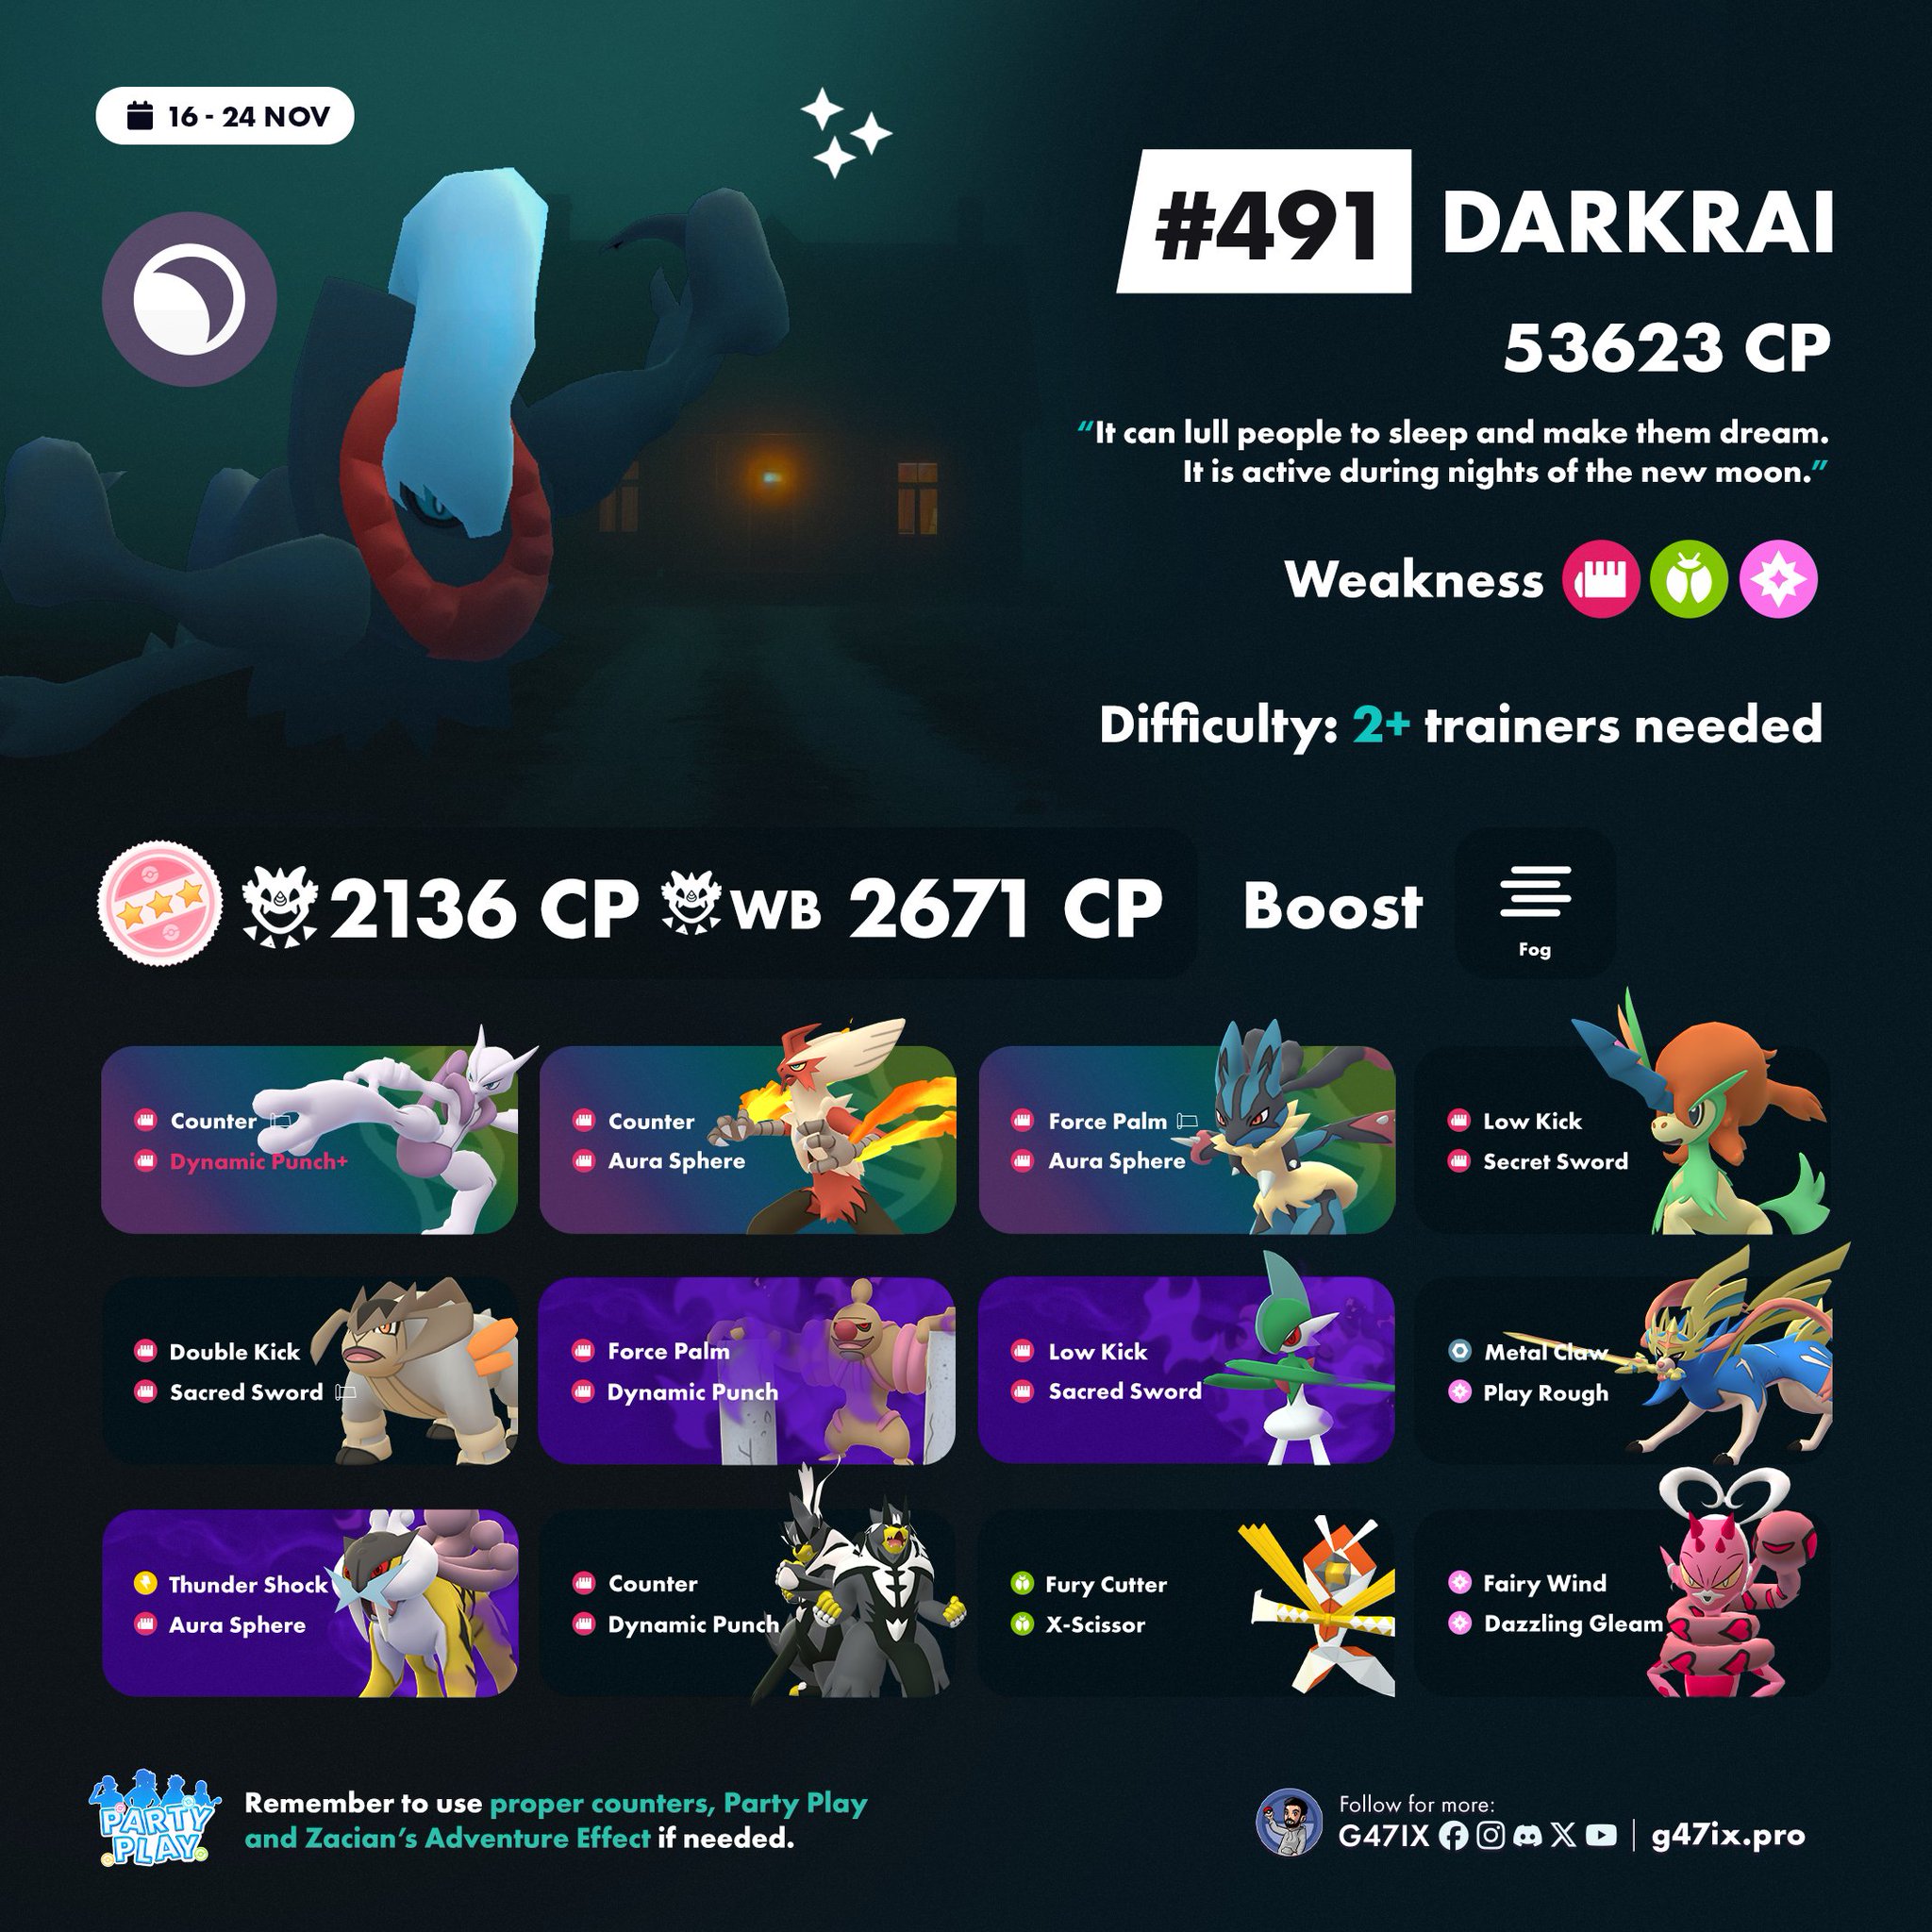 16 - 24 NOV
#491 DARKRAI
53623 CP
“It can lull people to sleep and make them dream.
It is active during nights of the new moon.”
Weakness
Difficulty: 2+ trainers needed
2136 CP WB 2671 CP Boost
Fog
Counter
Dynamic Punch+
Counter
Aura Sphere
Force Palm
Aura Sphere
Low Kick
Secret Sword
Double Kick
Sacred Sword
Force Palm
Dynamic Punch
Low Kick
Sacred Sword
Metal Claw
Play Rough
Thunder Shock
Aura Sphere
Counter
Dynamic Punch
Fury Cutter
X-Scissor
Fairy Wind
Dazzling Gleam
PARTY
PLAY
Remember to use proper counters, Party Play
and Zacian’s Adventure Effect if needed.
Follow for more:
G47IX | g47ix.pro